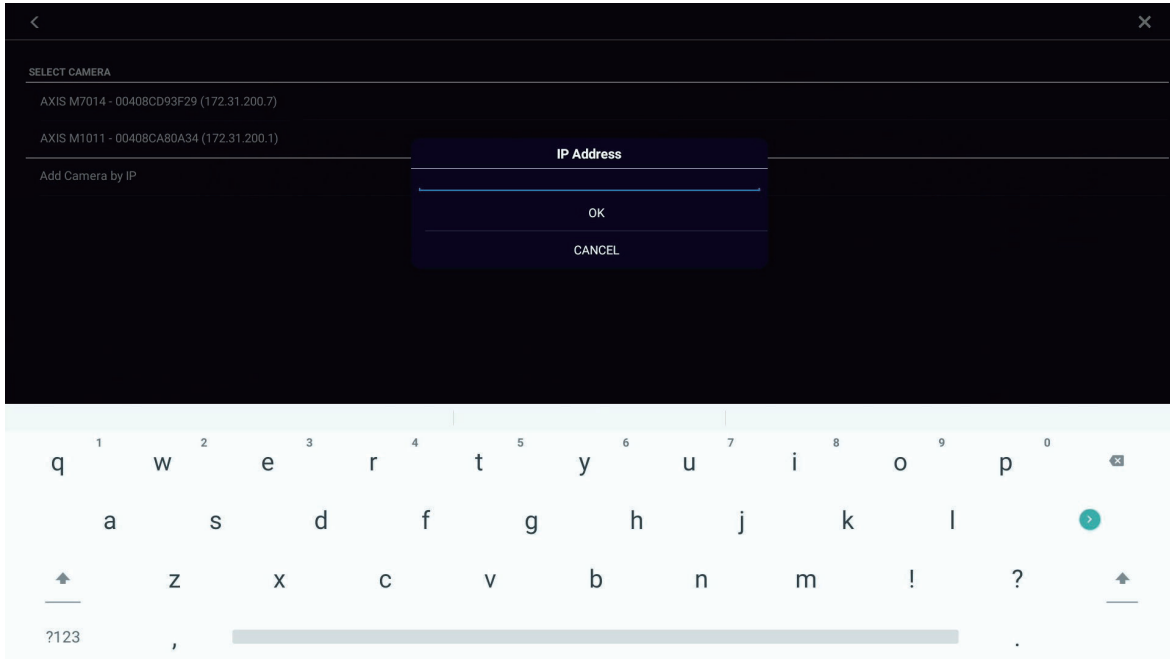 SELECT CAMERA
AXIS M7014 - 00408CD93F29 (172.31.200.7)
AXIS M1011 - 00408CA80A34 (172.31.200.1)
Add Camera by IP
IP Address
OK
CANCEL
1 2 3 4 5 6 7 8 9 0
q w e r t y u i o p
a s d f g h j k l
z x c v b n m ! ?
?123 , .